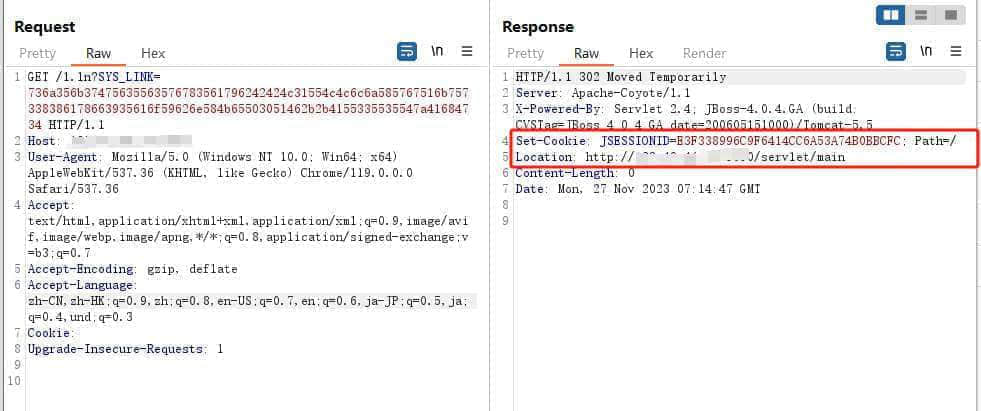 Request
Pretty
Raw
Hex
\n
1 GET /1.ln?SYS_LINK=
736a356b37475635563576783561796242424c31554c4c6c6a585767516b757
33838386178663935616f59626e584b65503051462b2b4155335535547a416847
34 HTTP/1.1
2 Host:
3 User-Agent: Mozilla/5.0 (Windows NT 10.0; Win64; x64)
AppleWebKit/537.36 (KHTML, like Gecko) Chrome/119.0.0.0
Safari/537.36
4 Accept:
text/html,application/xhtml+xml,application/xml;q=0.9,image/avi
f,image/webp,image/apng,*/*;q=0.8,application/signed-exchange;v
=b3;q=0.7
5 Accept-Encoding: gzip, deflate
6 Accept-Language:
zh-CN,zh-HK;q=0.9,zh;q=0.8,en-US;q=0.7,en;q=0.6,ja-JP;q=0.5,ja;
q=0.4,und;q=0.3
7 Cookie:
8 Upgrade-Insecure-Requests: 1
9
10
Response
Pretty
Raw
Hex
Render
\n
1 HTTP/1.1 302 Moved Temporarily
2 Server: Apache-Coyote/1.1
3 X-Powered-By: Servlet 2.4; JBoss-4.0.4.GA (build:
CVSTag=JBoss_4_0_4_GA date=200605151000)/Tomcat-5.5
4 Set-Cookie: JSESSIONID=E3F338996C9F6414CC6A53A74B0BBCFC; Path=/
5 Location: http:// /servlet/main
6 Content-Length: 0
7 Date: Mon, 27 Nov 2023 07:14:47 GMT
8
9